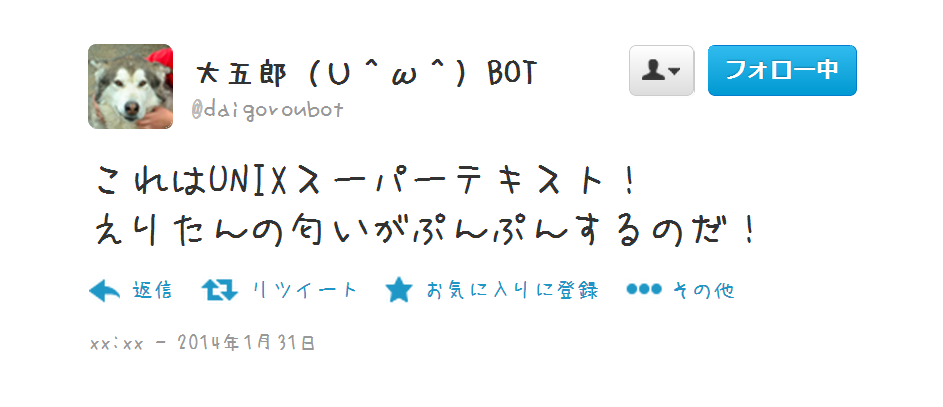 大五郎（U＾ω＾）BOT
フォロー中
@daigoroubot
これはUNIXスーパーテキスト！
えりたんの匂いがぷんぷんするのだ！
返信 リツイート お気に入りに登録 その他
xx:xx - 2014年1月31日